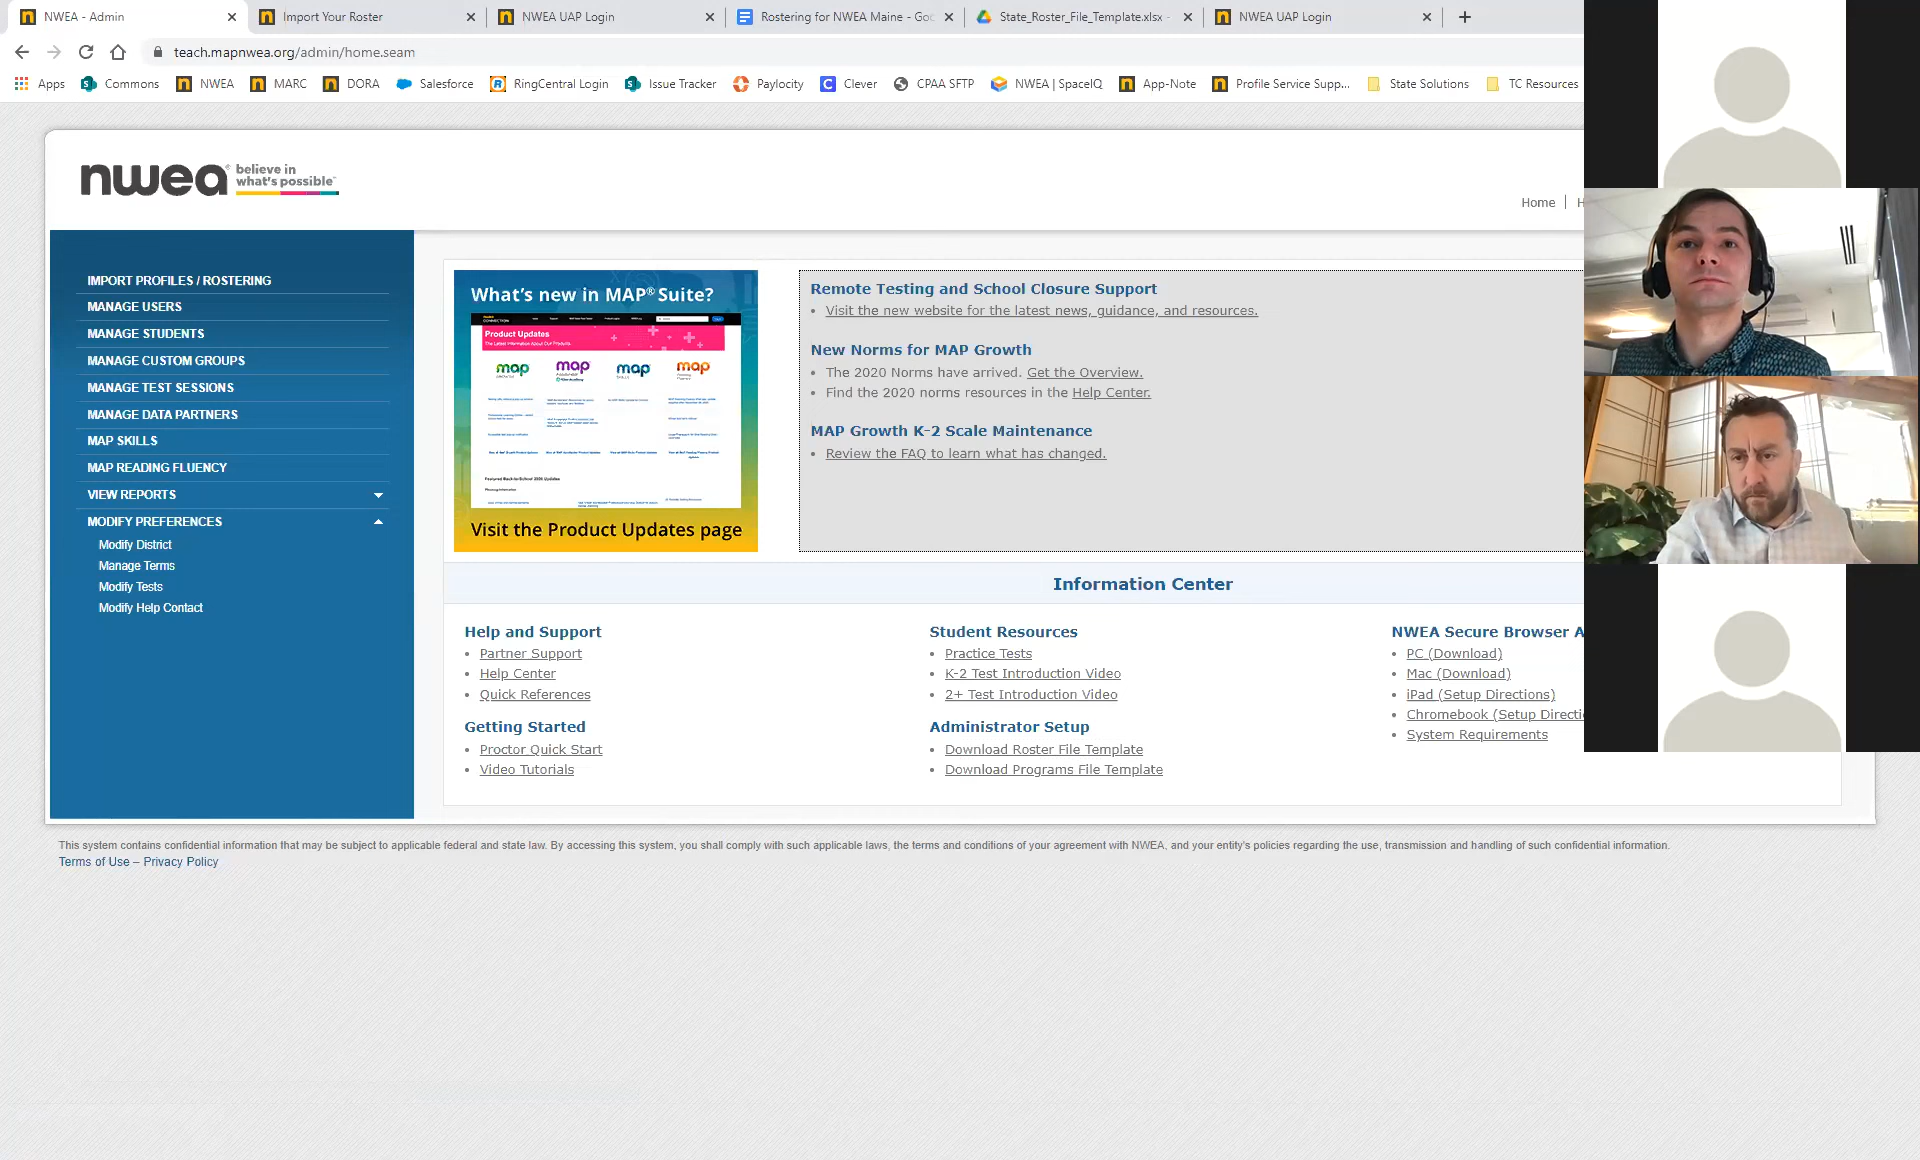 NWEA - Admin
Import Your Roster
NWEA UAP Login
Rostering for NWEA Maine - Goo
State_Roster_File_Template.xlsx -
NWEA UAP Login
teach.mapnwea.org/admin/home.seam
Apps
Commons
NWEA
MARC
DORA
Salesforce
RingCentral Login
Issue Tracker
Paylocity
Clever
CPAA SFTP
NWEA | SpaceIQ
App-Note
Profile Service Supp...
State Solutions
TC Resources
nwea® believe in what's possible™
Home
H
IMPORT PROFILES / ROSTERING
MANAGE USERS
MANAGE STUDENTS
MANAGE CUSTOM GROUPS
MANAGE TEST SESSIONS
MANAGE DATA PARTNERS
MAP SKILLS
MAP READING FLUENCY
VIEW REPORTS
MODIFY PREFERENCES
Modify District
Manage Terms
Modify Tests
Modify Help Contact
What's new in MAP® Suite?
Product Updates
The Latest Information About Our Products.
map
map
map
map
Visit the Product Updates page
Remote Testing and School Closure Support
• Visit the new website for the latest news, guidance, and resources.
New Norms for MAP Growth
• The 2020 Norms have arrived. Get the Overview.
• Find the 2020 norms resources in the Help Center.
MAP Growth K-2 Scale Maintenance
• Review the FAQ to learn what has changed.
Information Center
Help and Support
• Partner Support
• Help Center
• Quick References
Getting Started
• Proctor Quick Start
• Video Tutorials
Student Resources
• Practice Tests
• K-2 Test Introduction Video
• 2+ Test Introduction Video
Administrator Setup
• Download Roster File Template
• Download Programs File Template
NWEA Secure Browser A
• PC (Download)
• Mac (Download)
• iPad (Setup Directions)
• Chromebook (Setup Directi
• System Requirements
This system contains confidential information that may be subject to applicable federal and state law. By accessing this system, you shall comply with such applicable laws, the terms and conditions of your agreement with NWEA, and your entity's policies regarding the use, transmission and handling of such confidential information.
Terms of Use – Privacy Policy